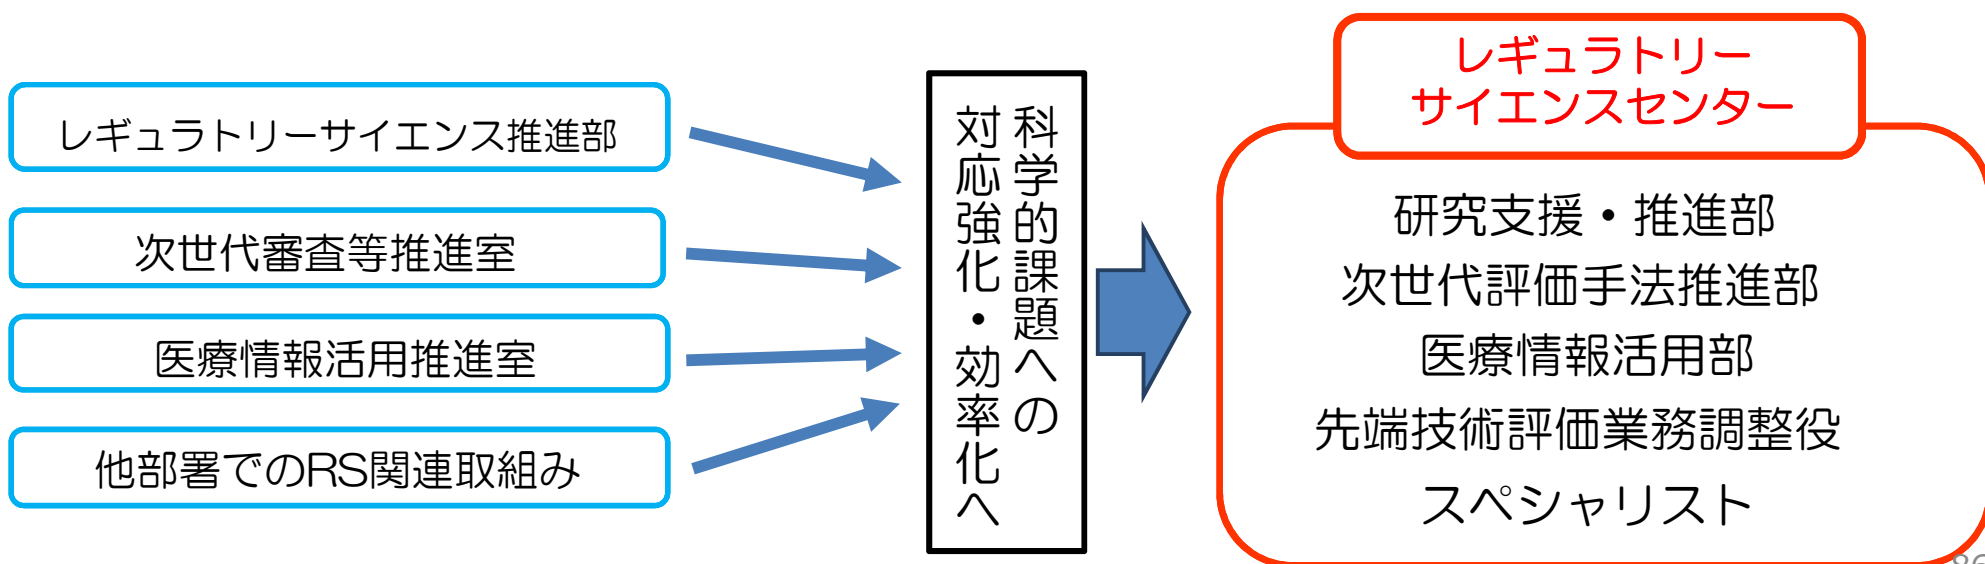 レギュラトリーサイエンス推進部
次世代審査等推進室
医療情報活用推進室
他部署でのRS関連取組み
科学的課題への
対応強化・効率化へ
レギュラトリー
サイエンスセンター
研究支援・推進部
次世代評価手法推進部
医療情報活用部
先端技術評価業務調整役
スペシャリスト